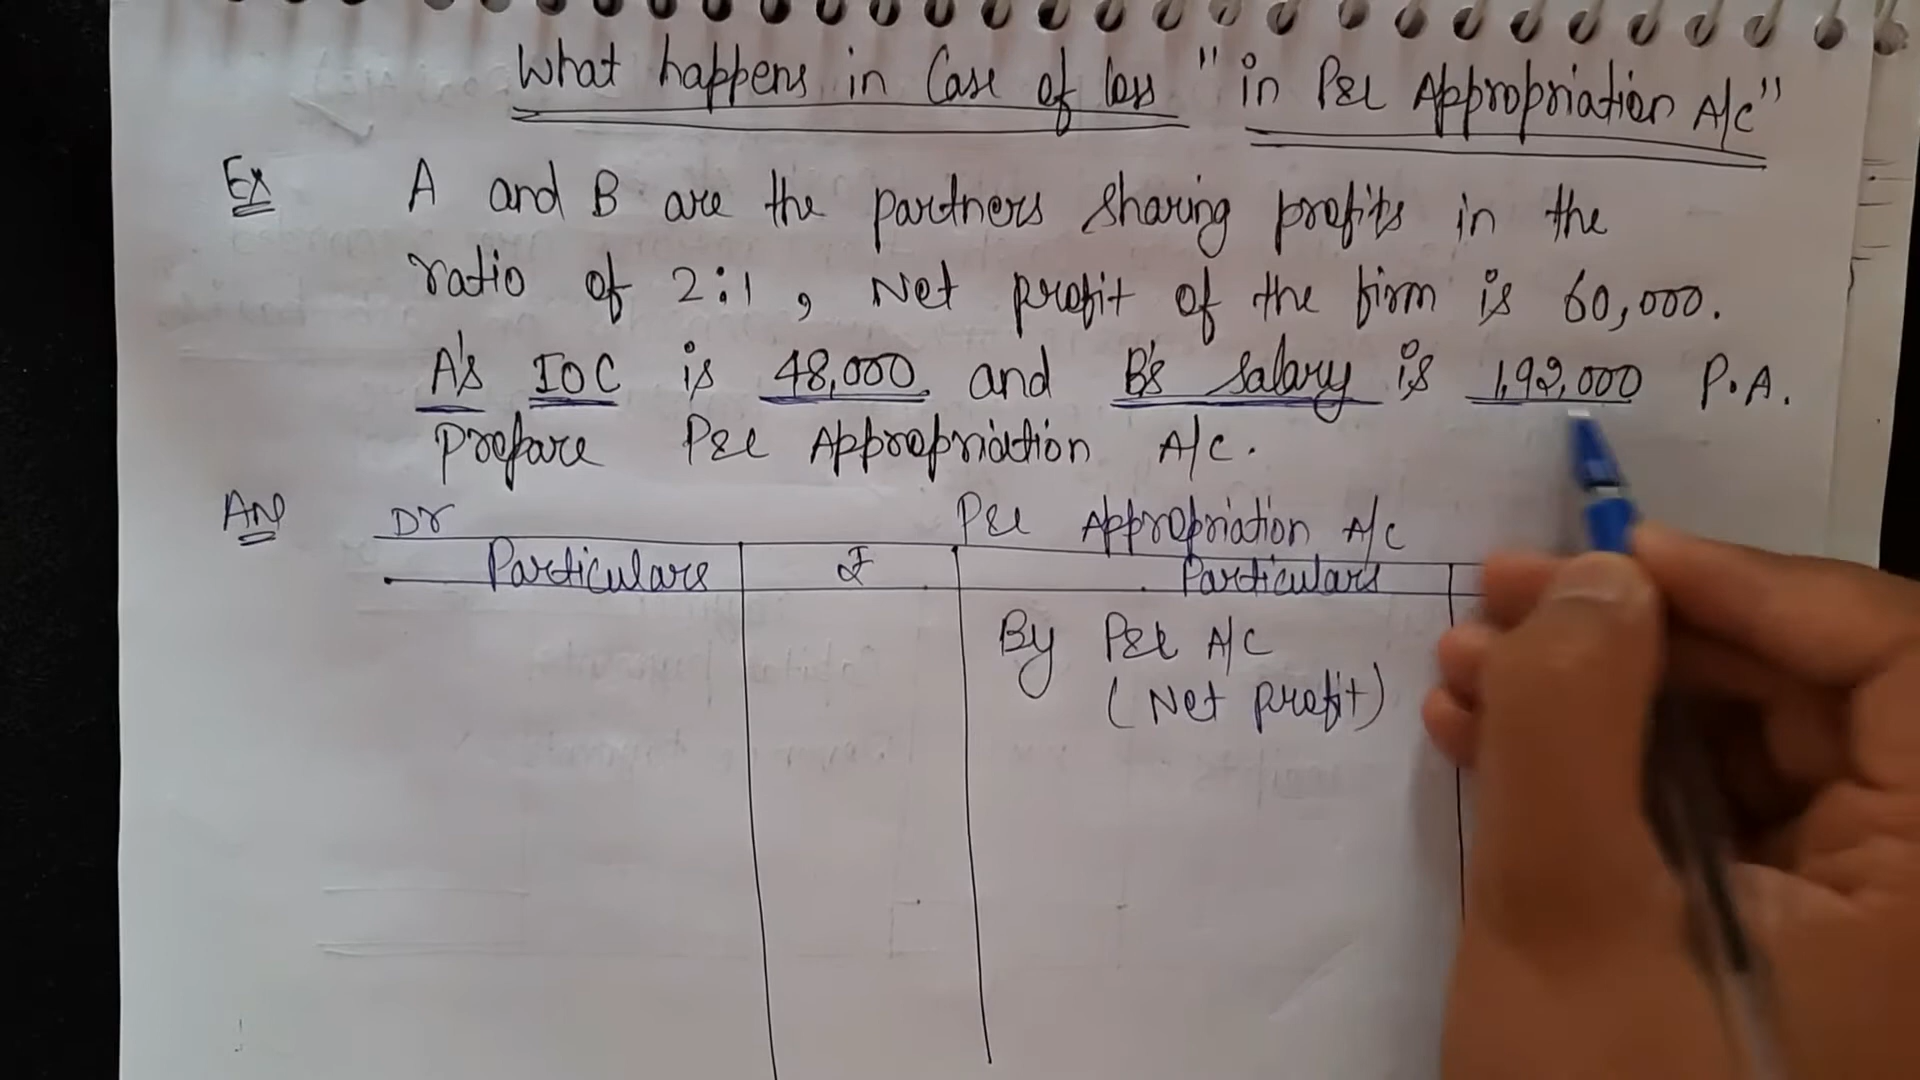 What happens in Case of loss "in P&L Appropriation A/c"
Ex A and B are the partners sharing profits in the
ratio of 2:1, Net profit of the firm is 60,000.
A's IOC is 48,000 and B's salary is 1,92,000 P.A.
Prepare P&L Appropriation A/c.
Ans Dr P&L Appropriation A/c
Particulars ₹ Particulars
By P&L A/C
(Net profit)